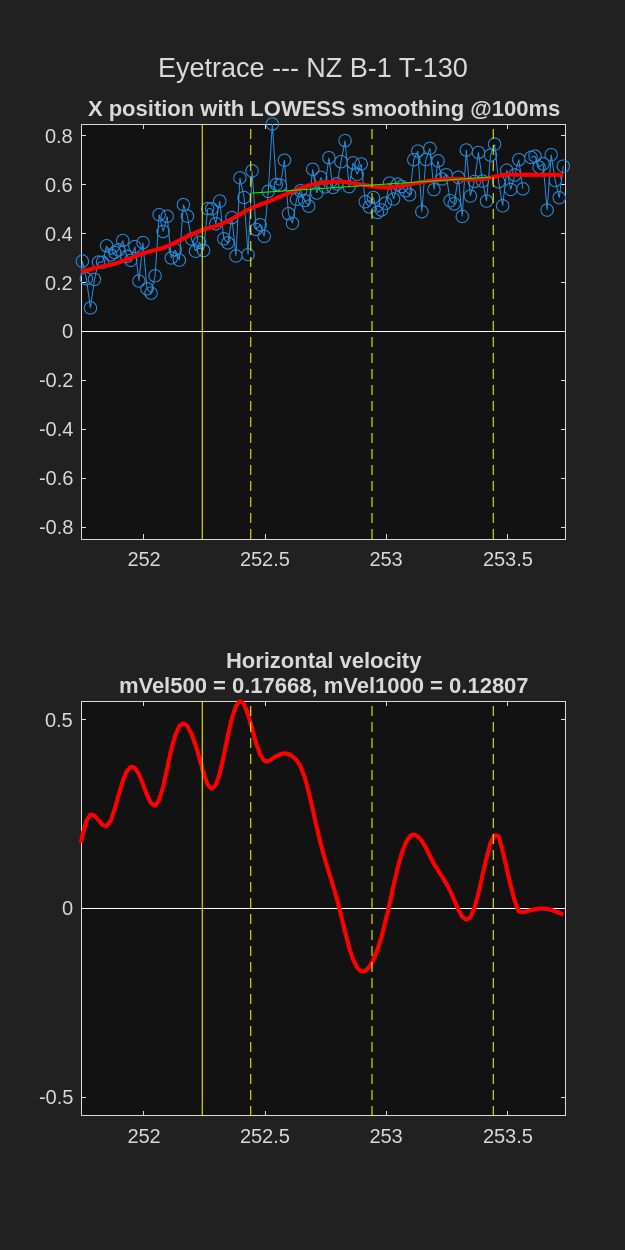 Eyetrace --- NZ B-1 T-130
X position with LOWESS smoothing @100ms
0.8
0.6
0.4
0.2
0
-0.2
-0.4
-0.6
-0.8
252 252.5 253 253.5
Horizontal velocity
mVel500 = 0.17668, mVel1000 = 0.12807
0.5
0
-0.5
252 252.5 253 253.5